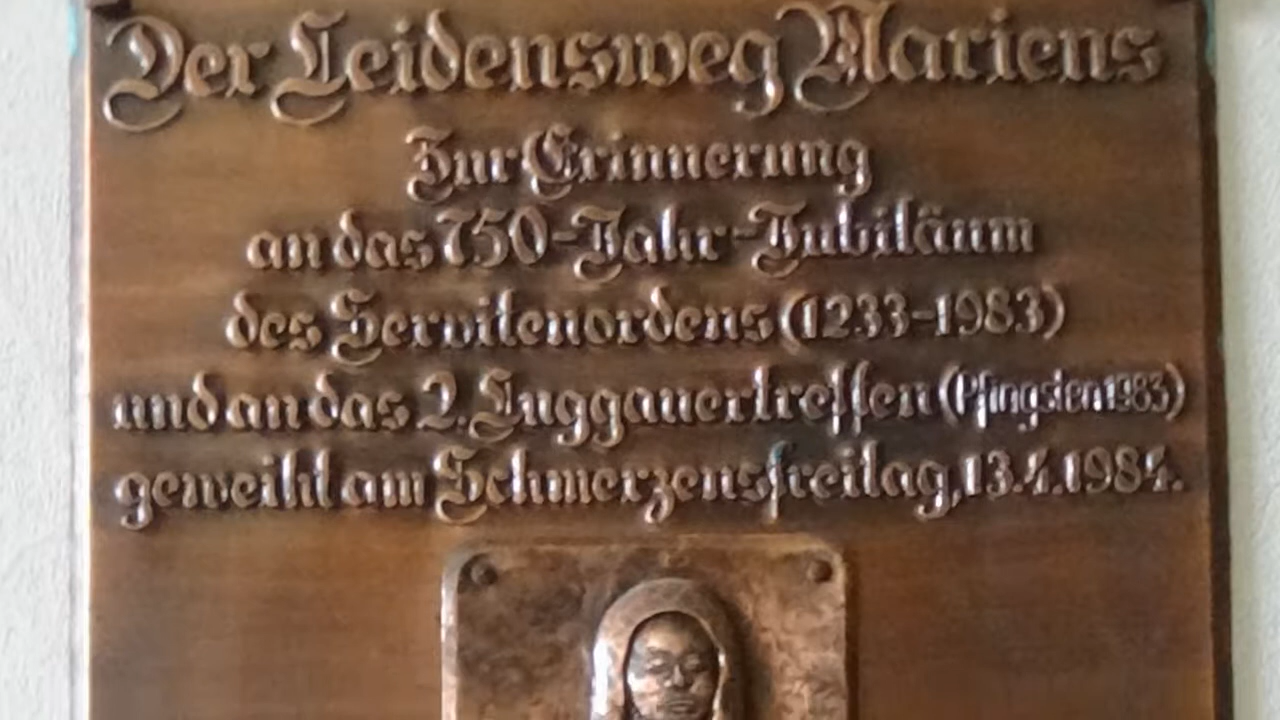 Der Leidensweg Mariens
Zur Erinnerung
an das 750-Jahr-Jubiläum
des Servitenordens (1233-1983)
und an das 2. Luggauertreffen (Pfingsten 1983)
geweiht am Schmerzensfreitag, 13.4.1984.